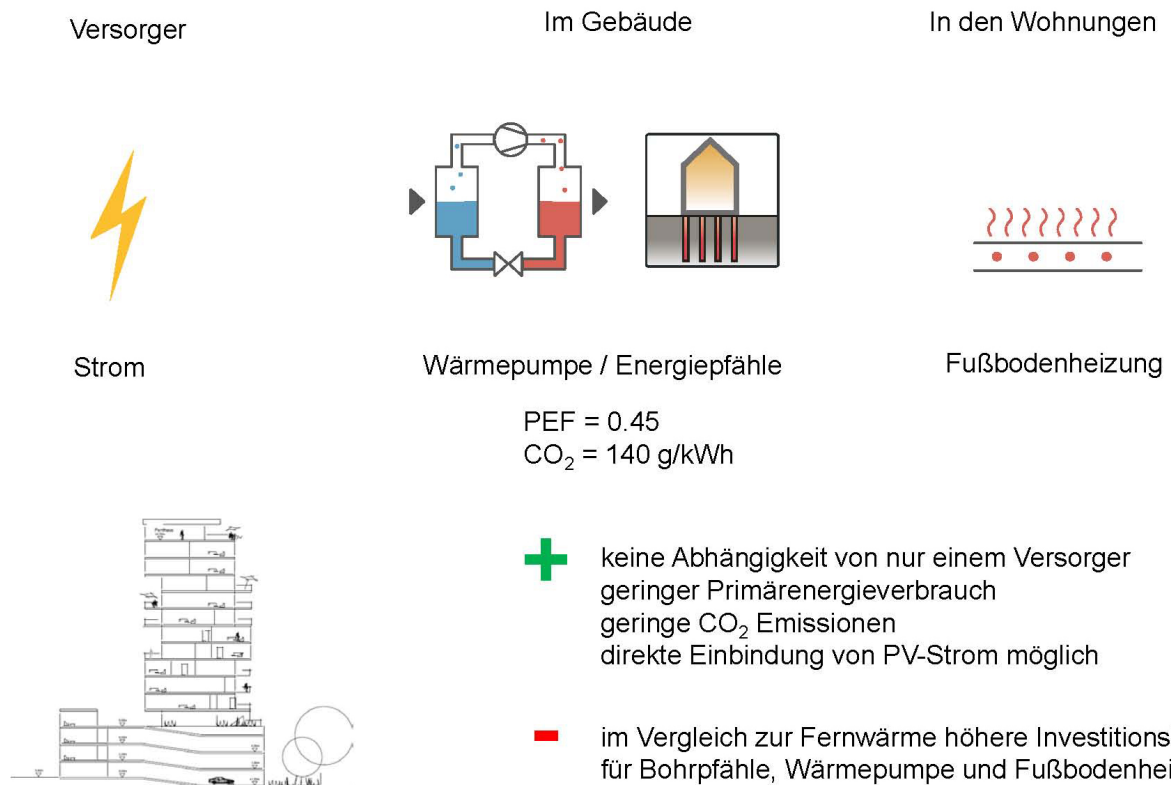 Versorger
Im Gebäude
In den Wohnungen
Strom
Wärmepumpe / Energiepfähle
Fußbodenheizung
PEF = 0.45
CO₂ = 140 g/kWh
keine Abhängigkeit von nur einem Versorger
geringer Primärenergieverbrauch
geringe CO₂ Emissionen
direkte Einbindung von PV-Strom möglich
im Vergleich zur Fernwärme höhere Investitions
für Bohrpfähle, Wärmepumpe und Fußbodenhei